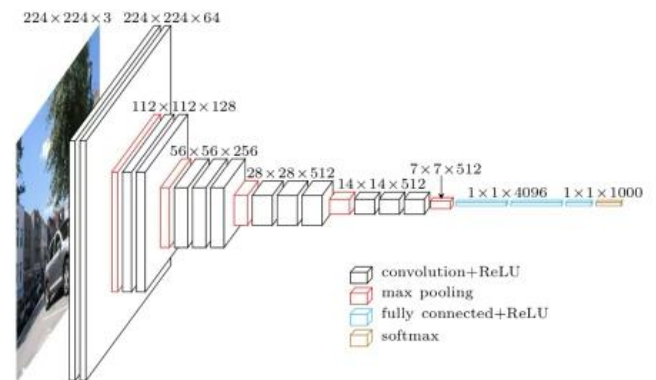 224×224×3 224×224×64
112×112×128
56×56×256
28×28×512
14×14×512
7×7×512
1×1×4096 1×1×1000
convolution+ReLU
max pooling
fully connected+ReLU
softmax